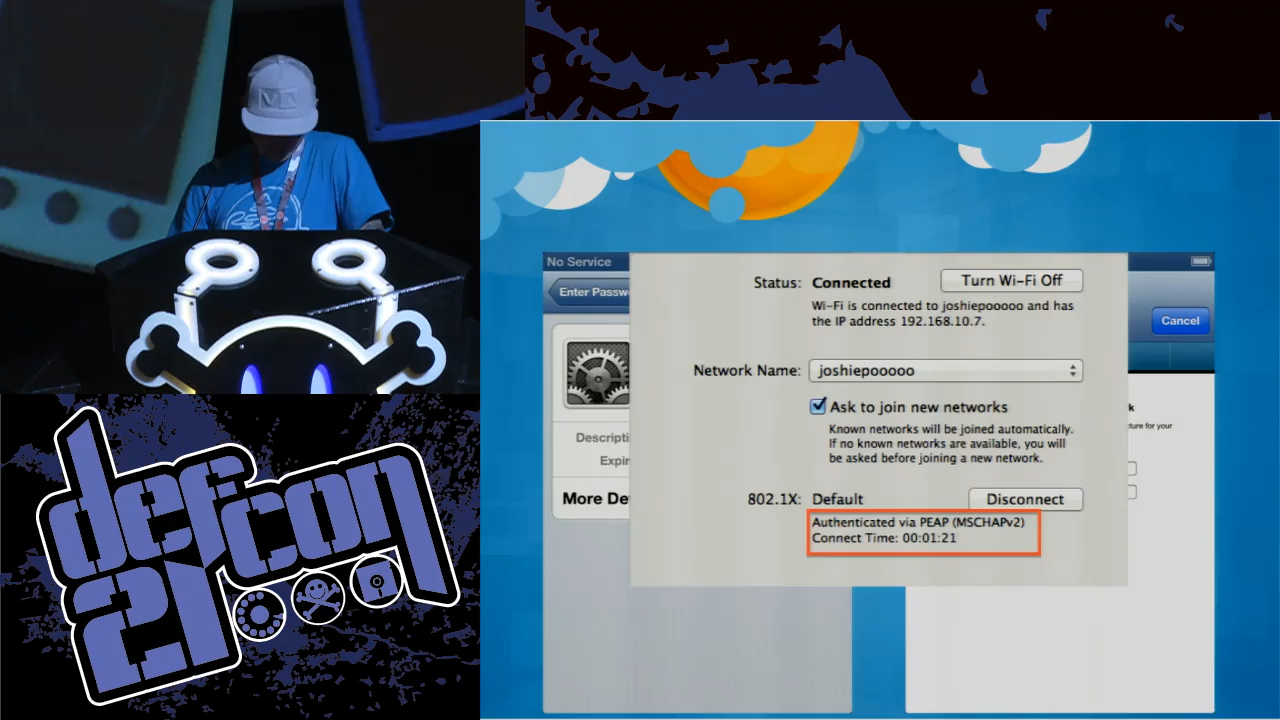 No Service
Enter Passw
Cancel
Status: Connected
Turn Wi-Fi Off
Wi-Fi is connected to joshiepooooo and has
the IP address 192.168.10.7.
Network Name: joshiepooooo
Ask to join new networks
Known networks will be joined automatically.
If no known networks are available, you will
be asked before joining a new network.
802.1X: Default
Disconnect
Authenticated via PEAP (MSCHAPv2)
Connect Time: 00:01:21
Descripti
Expir
More De
k
ture for your
defcon
21